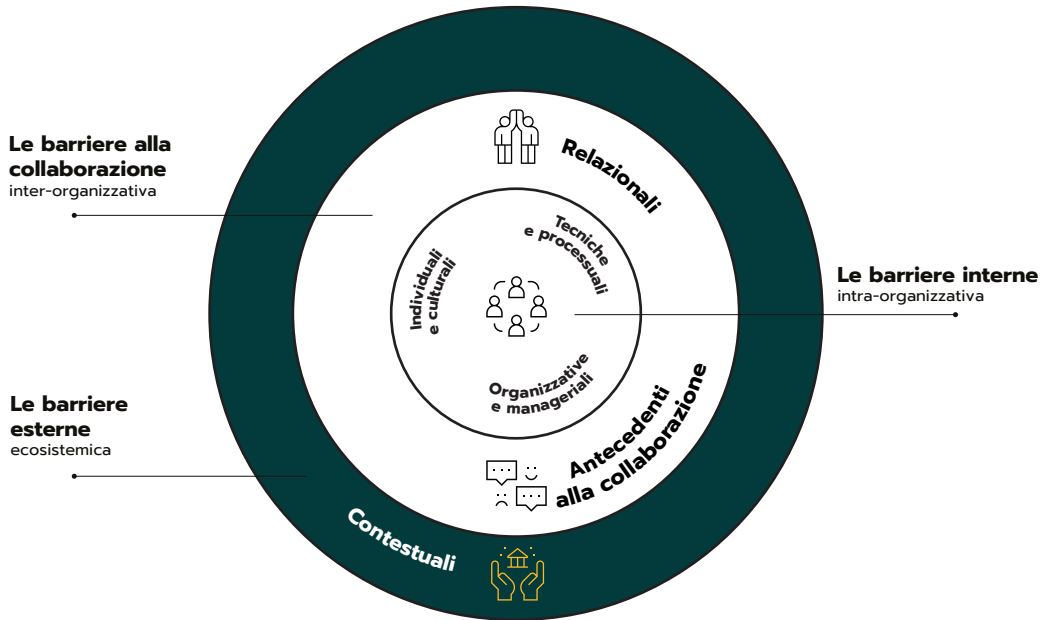 Le barriere alla
collaborazione
inter-organizzativa
Relazionali
Tecniche
e processuali
Individuali
e culturali
Le barriere interne
intra-organizzativa
Organizzative
e manageriali
Le barriere
esterne
ecosistemica
Antecedenti
alla collaborazione
Contestuali